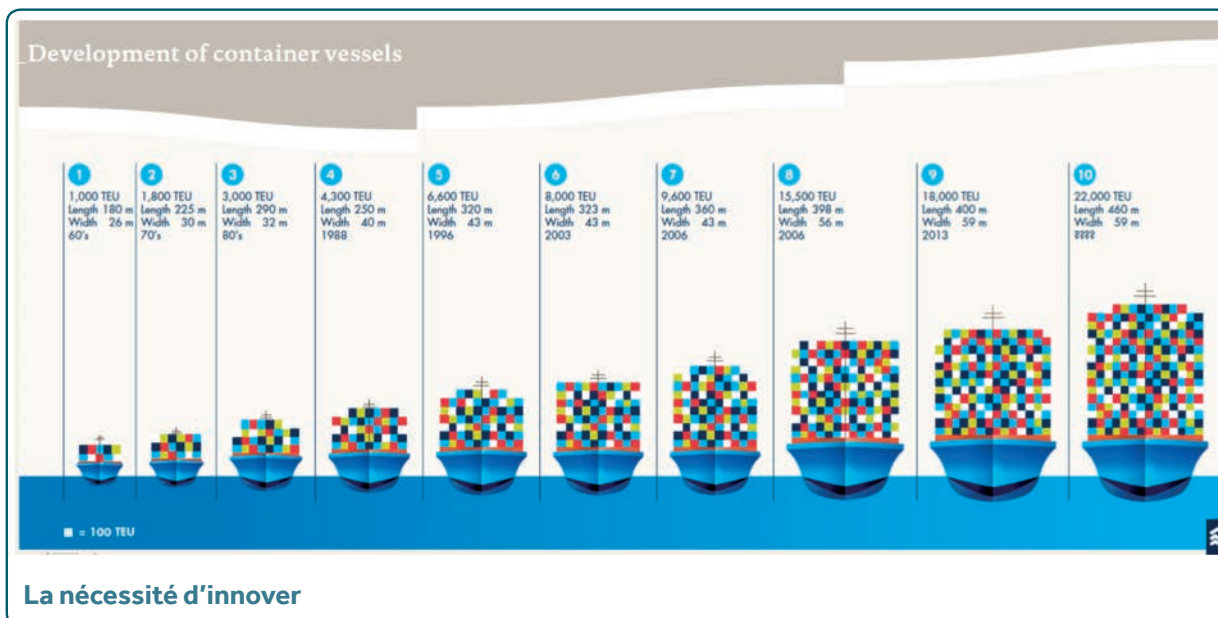 _Development of container vessels
1
1,000 TEU
Length 180 m
Width 26 m
60's
2
1,800 TEU
Length 225 m
Width 30 m
70's
3
3,000 TEU
Length 290 m
Width 32 m
80's
4
4,300 TEU
Length 250 m
Width 40 m
1988
5
6,600 TEU
Length 320 m
Width 43 m
1996
6
8,000 TEU
Length 323 m
Width 43 m
2003
7
9,600 TEU
Length 360 m
Width 43 m
2006
8
15,500 TEU
Length 398 m
Width 56 m
2006
9
18,000 TEU
Length 400 m
Width 59 m
2013
10
22,000 TEU
Length 460 m
Width 59 m
????
= 100 TEU
La nécessité d'innover